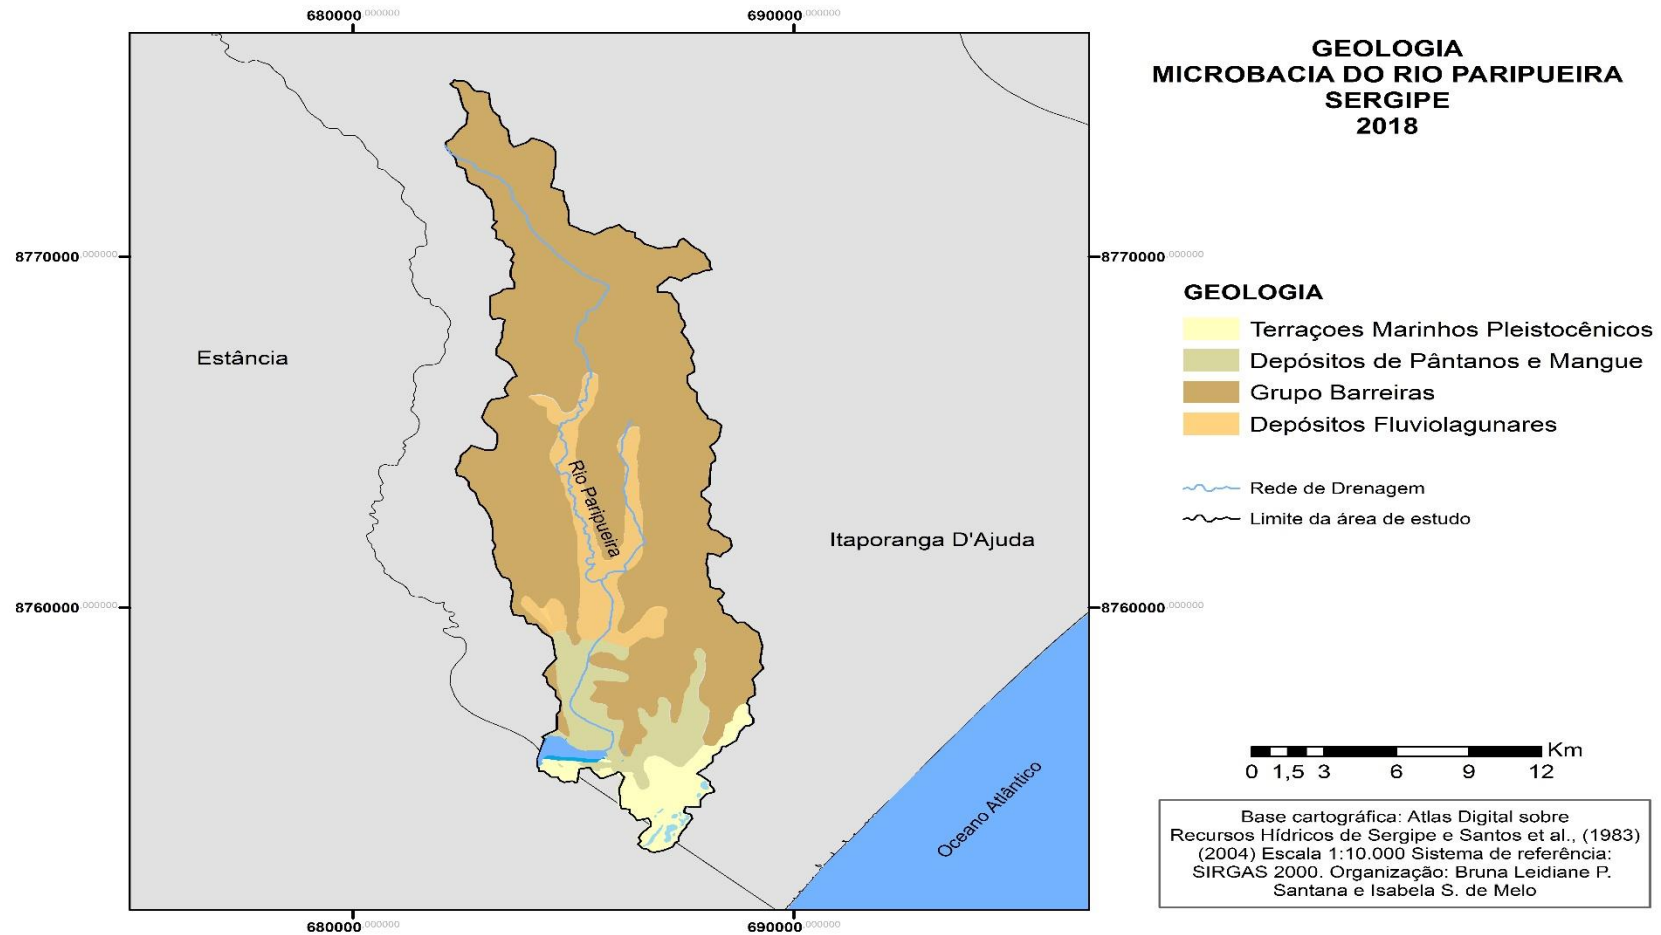 680000,000000
690000,000000
GEOLOGIA
MICROBACIA DO RIO PARIPUEIRA
SERGIPE
2018
8770000,000000
8770000,000000
GEOLOGIA
Terraçoes Marinhos Pleistocênicos
Depósitos de Pântanos e Mangue
Grupo Barreiras
Depósitos Fluviolagunares
Rede de Drenagem
Limite da área de estudo
Estância
Rio Paripueira
Itaporanga D'Ajuda
8760000,000000
8760000,000000
Oceano Atlântico
Km
0 1,5 3 6 9 12
Base cartográfica: Atlas Digital sobre
Recursos Hídricos de Sergipe e Santos et al., (1983)
(2004) Escala 1:10.000 Sistema de referência:
SIRGAS 2000. Organização: Bruna Leidiane P.
Santana e Isabela S. de Melo
680000,000000
690000,000000